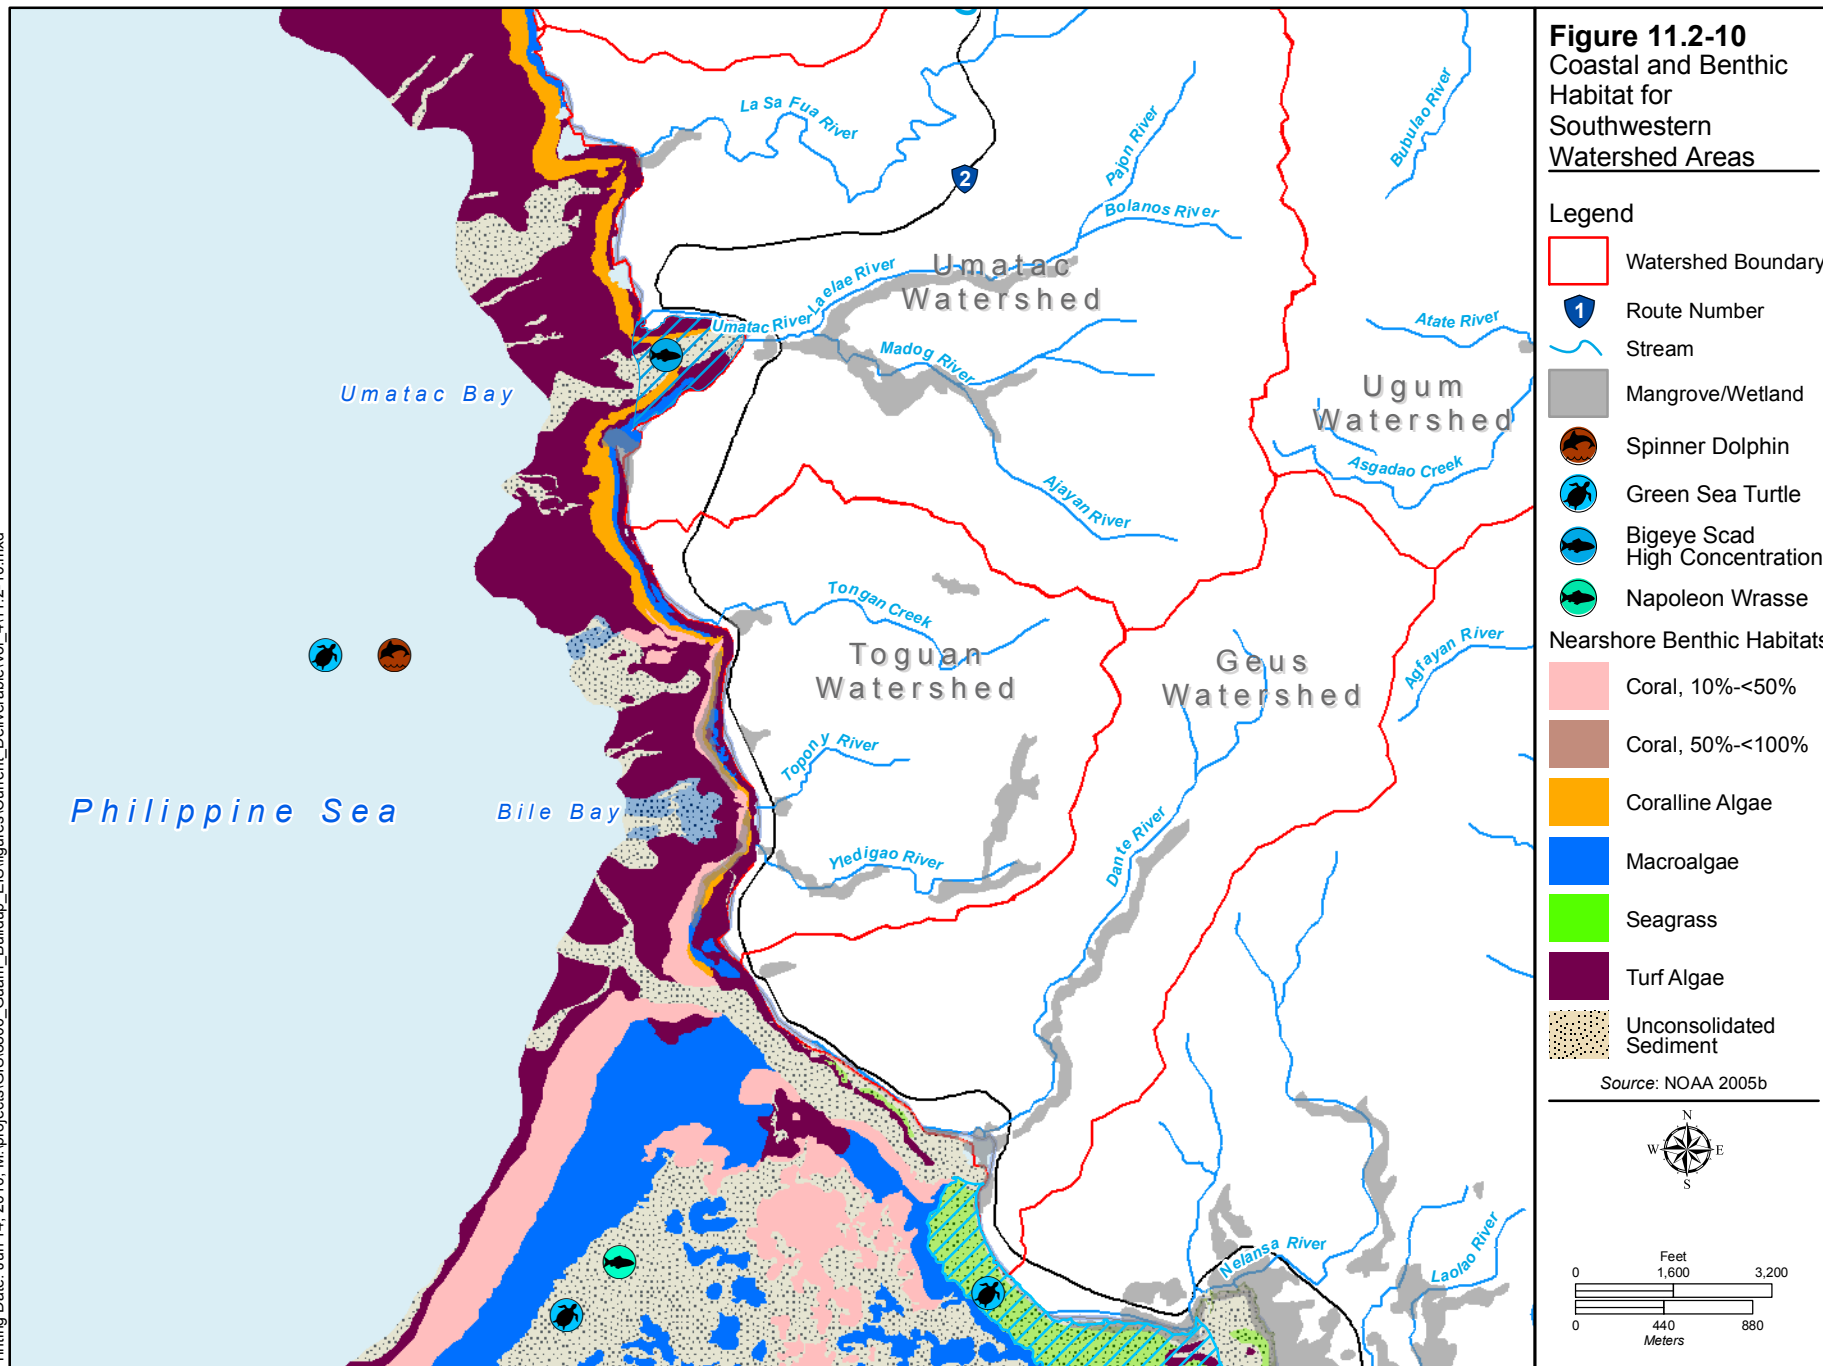 Figure 11.2-10
Coastal and Benthic
Habitat for
Southwestern
Watershed Areas
Legend
Watershed Boundary
1
Route Number
Stream
Mangrove/Wetland
Spinner Dolphin
Green Sea Turtle
Bigeye Scad
High Concentration
Napoleon Wrasse
Nearshore Benthic Habitats
Coral, 10%-<50%
Coral, 50%-<100%
Coralline Algae
Macroalgae
Seagrass
Turf Algae
Unconsolidated
Sediment
Source: NOAA 2005b
N
W E
S
Feet
0 1,600 3,200
0 440 880
Meters
La Sa Fua River
2
Pajon River
Bubulao River
Bolanos River
Laelae River
Umatac
Watershed
Umatac River
Madog River
Atate River
Umatac Bay
Ugum
Watershed
Asgadao Creek
Ajayan River
Tongan Creek
Toguan
Watershed
Geus
Watershed
Agfayan River
Topony River
Philippine Sea
Bile Bay
Dante River
Yledigao River
Nelansa River
Laolao River